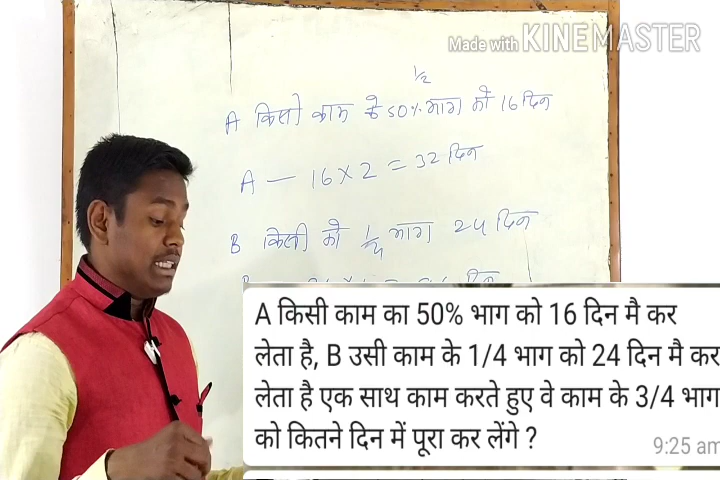 Made with KINEMASTER
1/2
A किसी काम के 50% भाग को 16 दिन
A — 16 × 2 = 32 दिन
B किसी को 1/4 भाग 24 दिन
B
A किसी काम का 50% भाग को 16 दिन मै कर
लेता है, B उसी काम के 1/4 भाग को 24 दिन मै कर
लेता है एक साथ काम करते हुए वे काम के 3/4 भाग
को कितने दिन में पूरा कर लेंगे ?
9:25 am